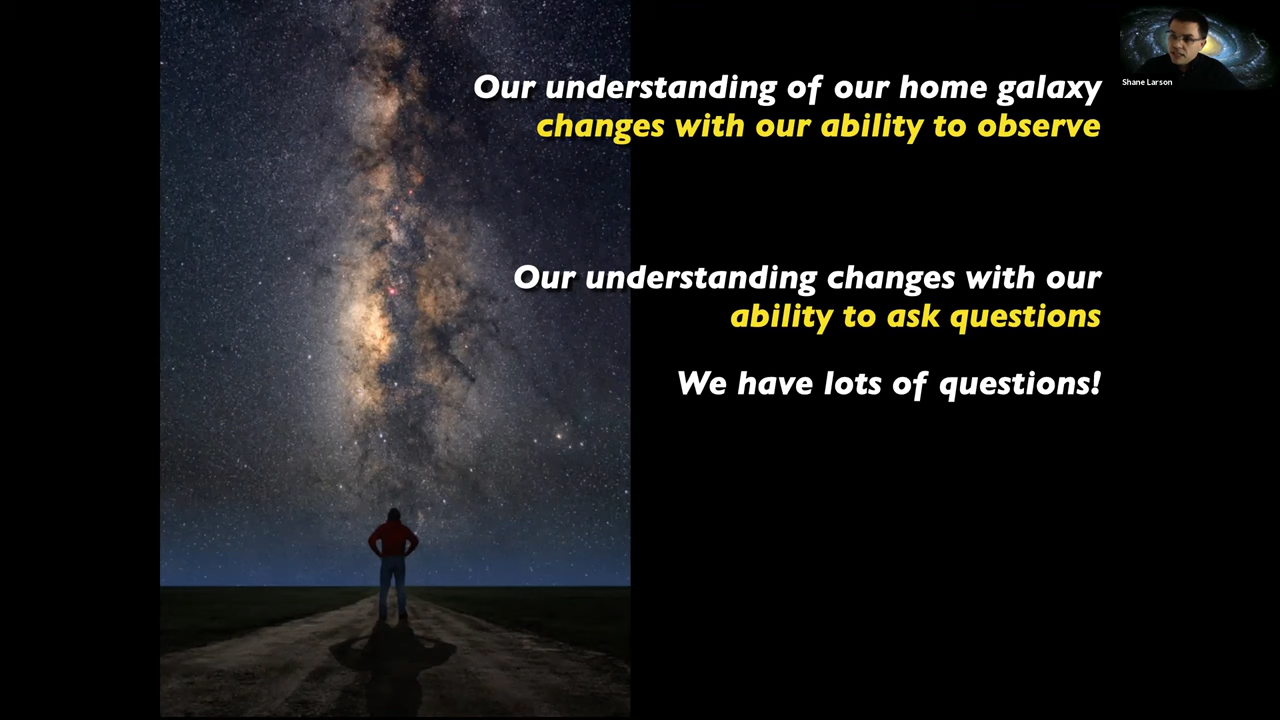 Our understanding of our home galaxy
changes with our ability to observe
Shane Larson
Our understanding changes with our
ability to ask questions
We have lots of questions!